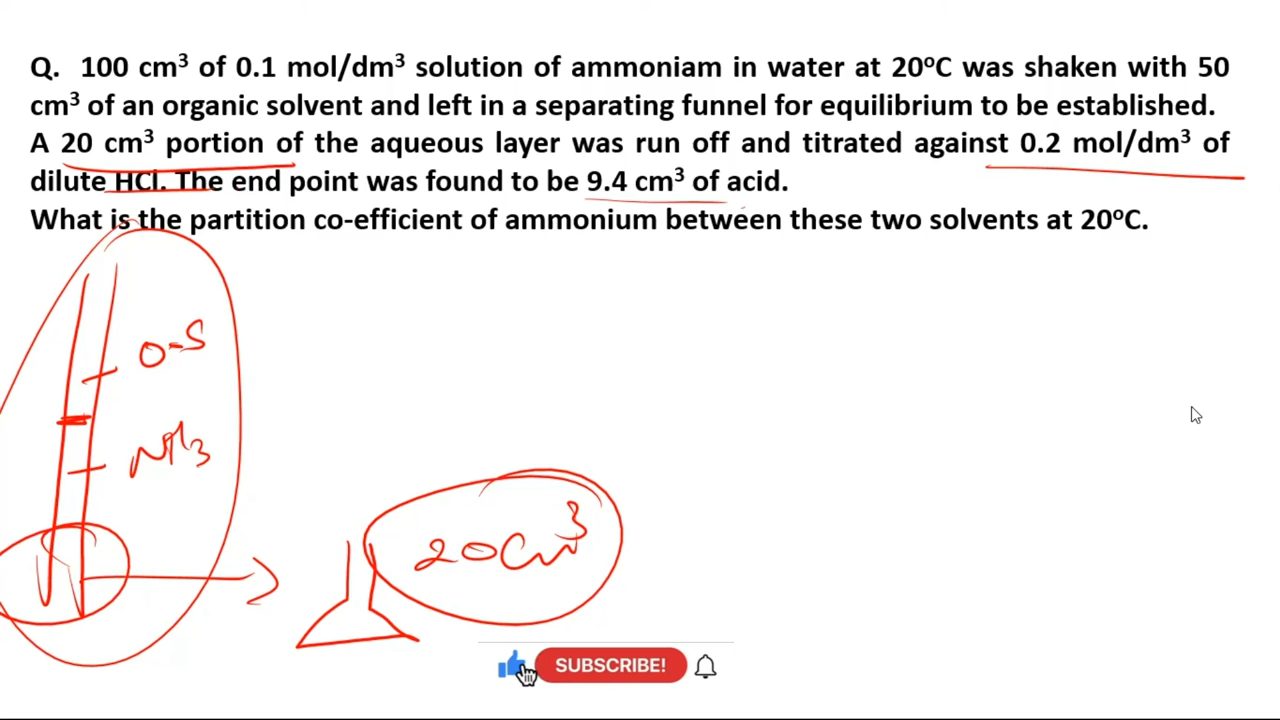 Q. 100 cm³ of 0.1 mol/dm³ solution of ammoniam in water at 20°C was shaken with 50
cm³ of an organic solvent and left in a separating funnel for equilibrium to be established.
A 20 cm³ portion of the aqueous layer was run off and titrated against 0.2 mol/dm³ of
dilute HCl. The end point was found to be 9.4 cm³ of acid.
What is the partition co-efficient of ammonium between these two solvents at 20°C.
O-S
NH3
20 Cm³
SUBSCRIBE!